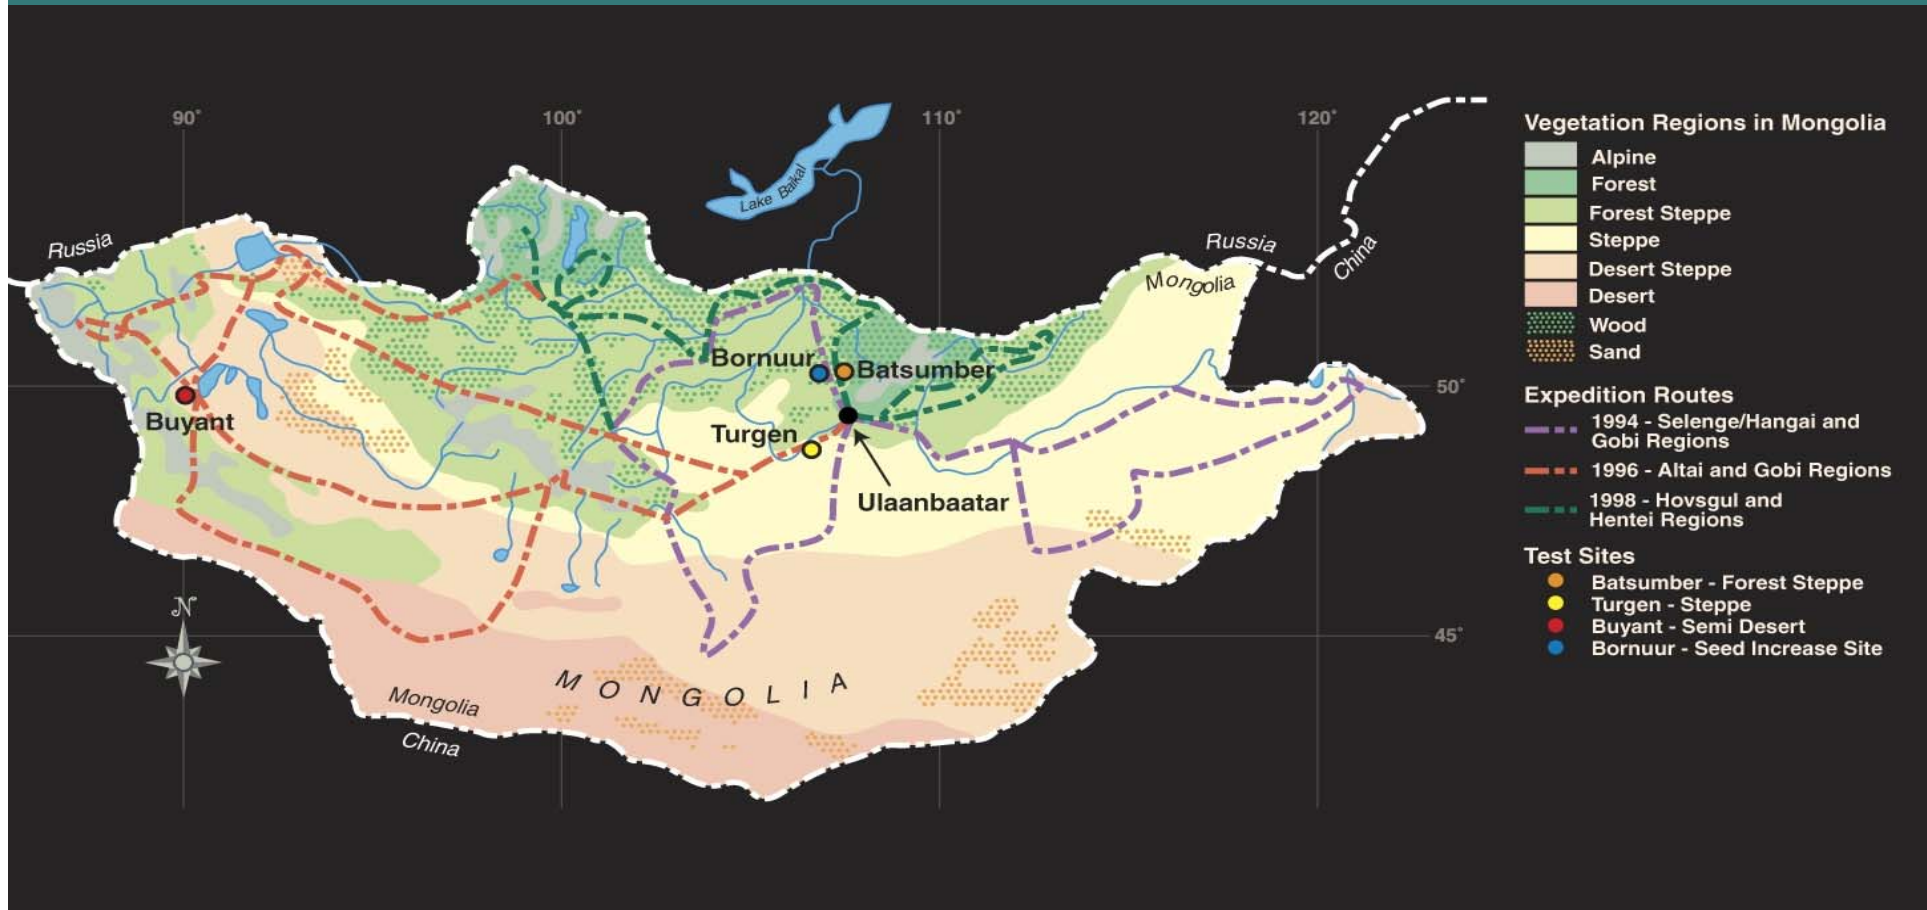 90°
100°
110°
120°
Russia
Lake Baikal
Russia
China
Mongolia
Bornuur
Batsumber
50°
Buyant
Turgen
Ulaanbaatar
N
45°
MONGOLIA
Mongolia
China
Vegetation Regions in Mongolia
Alpine
Forest
Forest Steppe
Steppe
Desert Steppe
Desert
Wood
Sand
Expedition Routes
1994 - Selenge/Hangai and
Gobi Regions
1996 - Altai and Gobi Regions
1998 - Hovsgul and
Hentei Regions
Test Sites
Batsumber - Forest Steppe
Turgen - Steppe
Buyant - Semi Desert
Bornuur - Seed Increase Site